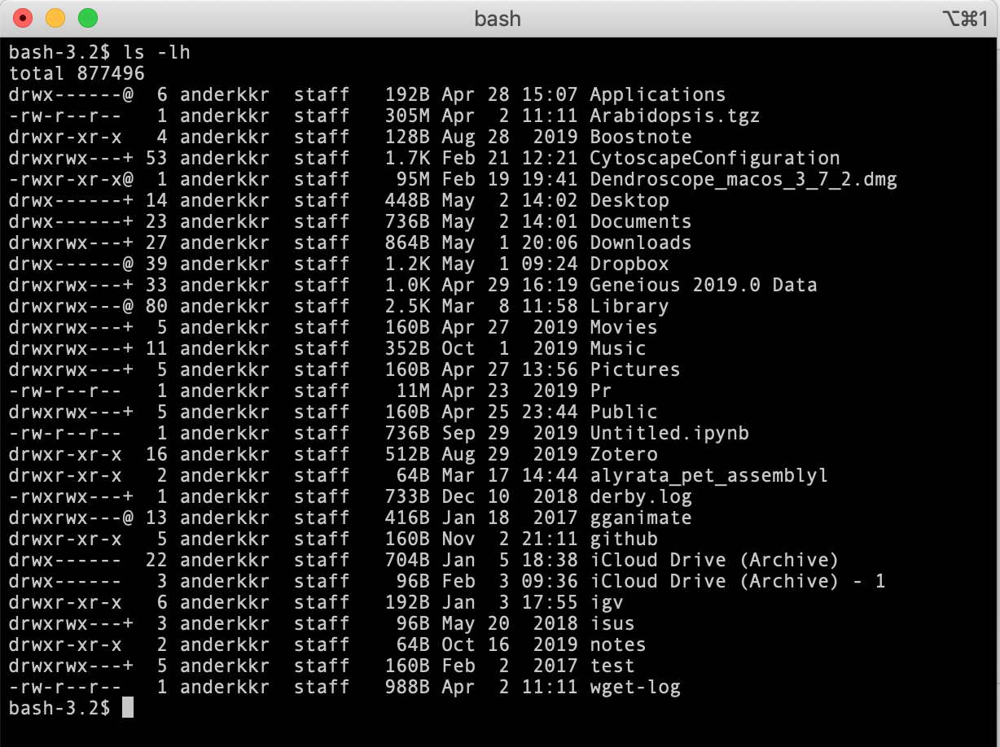 bash
⌥⌘1
bash-3.2$ ls -lh
total 877496
drwx------@  6 anderkkr  staff   192B Apr 28 15:07 Applications
-rw-r--r--   1 anderkkr  staff   305M Apr  2 11:11 Arabidopsis.tgz
drwxr-xr-x   4 anderkkr  staff   128B Aug 28  2019 Boostnote
drwxrwx---+ 53 anderkkr  staff   1.7K Feb 21 12:21 CytoscapeConfiguration
-rwxr-xr-x@  1 anderkkr  staff    95M Feb 19 19:41 Dendroscope_macos_3_7_2.dmg
drwx------+ 14 anderkkr  staff   448B May  2 14:02 Desktop
drwx------+ 23 anderkkr  staff   736B May  2 14:01 Documents
drwxrwx---+ 27 anderkkr  staff   864B May  1 20:06 Downloads
drwx------@ 39 anderkkr  staff   1.2K May  1 09:24 Dropbox
drwxrwx---+ 33 anderkkr  staff   1.0K Apr 29 16:19 Geneious 2019.0 Data
drwxrwx---@ 80 anderkkr  staff   2.5K Mar  8 11:58 Library
drwxrwx---+  5 anderkkr  staff   160B Apr 27  2019 Movies
drwxrwx---+ 11 anderkkr  staff   352B Oct  1  2019 Music
drwxrwx---+  5 anderkkr  staff   160B Apr 27 13:56 Pictures
-rw-r--r--   1 anderkkr  staff    11M Apr 23  2019 Pr
drwxrwx---+  5 anderkkr  staff   160B Apr 25 23:44 Public
-rw-r--r--   1 anderkkr  staff   736B Sep 29  2019 Untitled.ipynb
drwxr-xr-x  16 anderkkr  staff   512B Aug 29  2019 Zotero
drwxr-xr-x   2 anderkkr  staff    64B Mar 17 14:44 alyrata_pet_assemblyl
-rwxrwx---+  1 anderkkr  staff   733B Dec 10  2018 derby.log
drwxrwx---@ 13 anderkkr  staff   416B Jan 18  2017 gganimate
drwxr-xr-x   5 anderkkr  staff   160B Nov  2 21:11 github
drwx------  22 anderkkr  staff   704B Jan  5 18:38 iCloud Drive (Archive)
drwx------   3 anderkkr  staff    96B Feb  3 09:36 iCloud Drive (Archive) - 1
drwxr-xr-x   6 anderkkr  staff   192B Jan  3 17:55 igv
drwxrwx---+  3 anderkkr  staff    96B May 20  2018 isus
drwxr-xr-x   2 anderkkr  staff    64B Oct 16  2019 notes
drwxrwx---+  5 anderkkr  staff   160B Feb  2  2017 test
-rw-r--r--   1 anderkkr  staff   988B Apr  2 11:11 wget-log
bash-3.2$